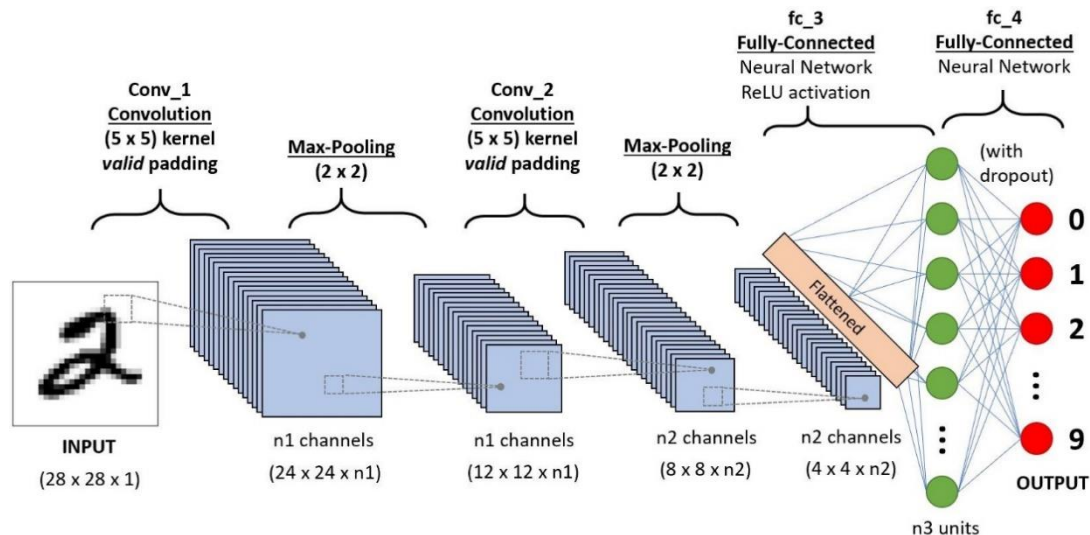 fc_3
Fully-Connected
Neural Network
ReLU activation
fc_4
Fully-Connected
Neural Network
Conv_1
Convolution
(5 x 5) kernel
valid padding
Max-Pooling
(2 x 2)
Conv_2
Convolution
(5 x 5) kernel
valid padding
Max-Pooling
(2 x 2)
(with
dropout)
Flattened
0
1
2
9
INPUT
(28 x 28 x 1)
n1 channels
(24 x 24 x n1)
n1 channels
(12 x 12 x n1)
n2 channels
(8 x 8 x n2)
n2 channels
(4 x 4 x n2)
OUTPUT
n3 units
2